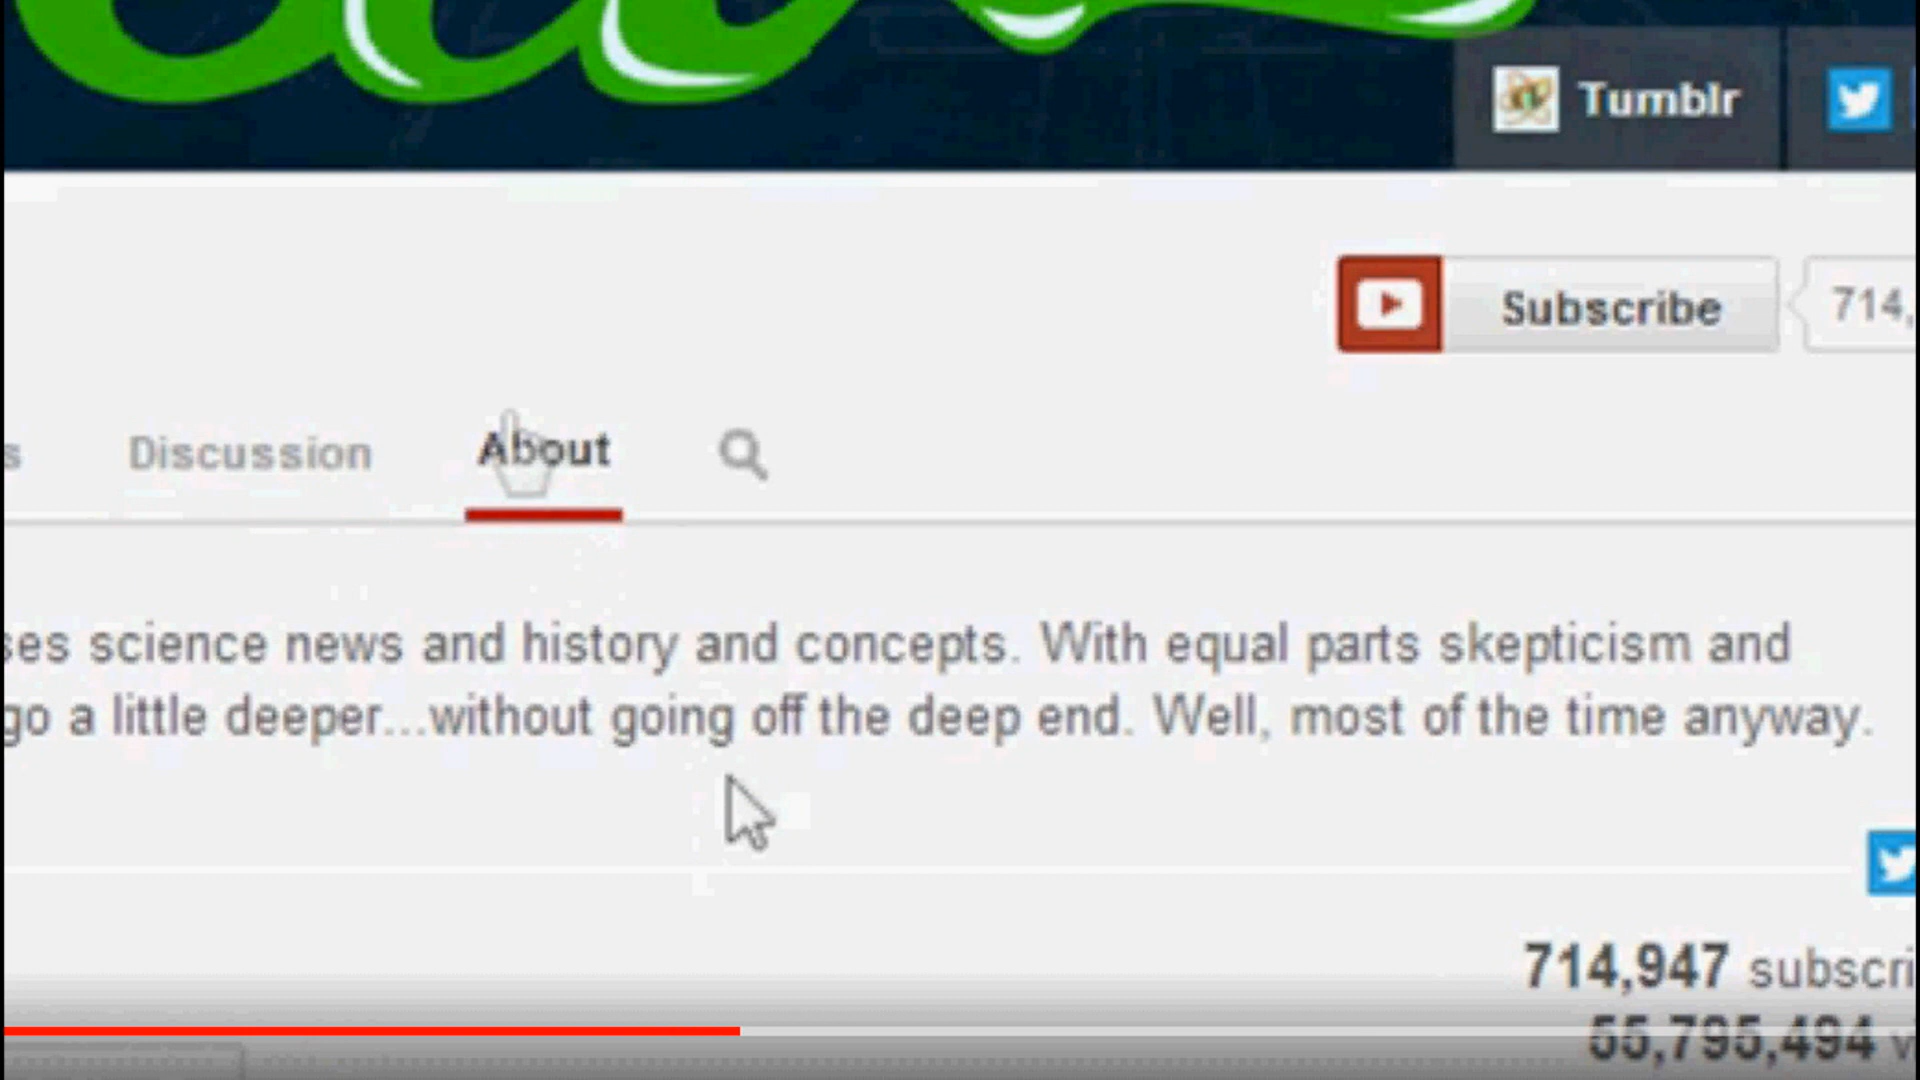 Tumblr
Subscribe
714,
s Discussion About
ses science news and history and concepts. With equal parts skepticism and
go a little deeper...without going off the deep end. Well, most of the time anyway.
714,947 subscri
55,795,494 v